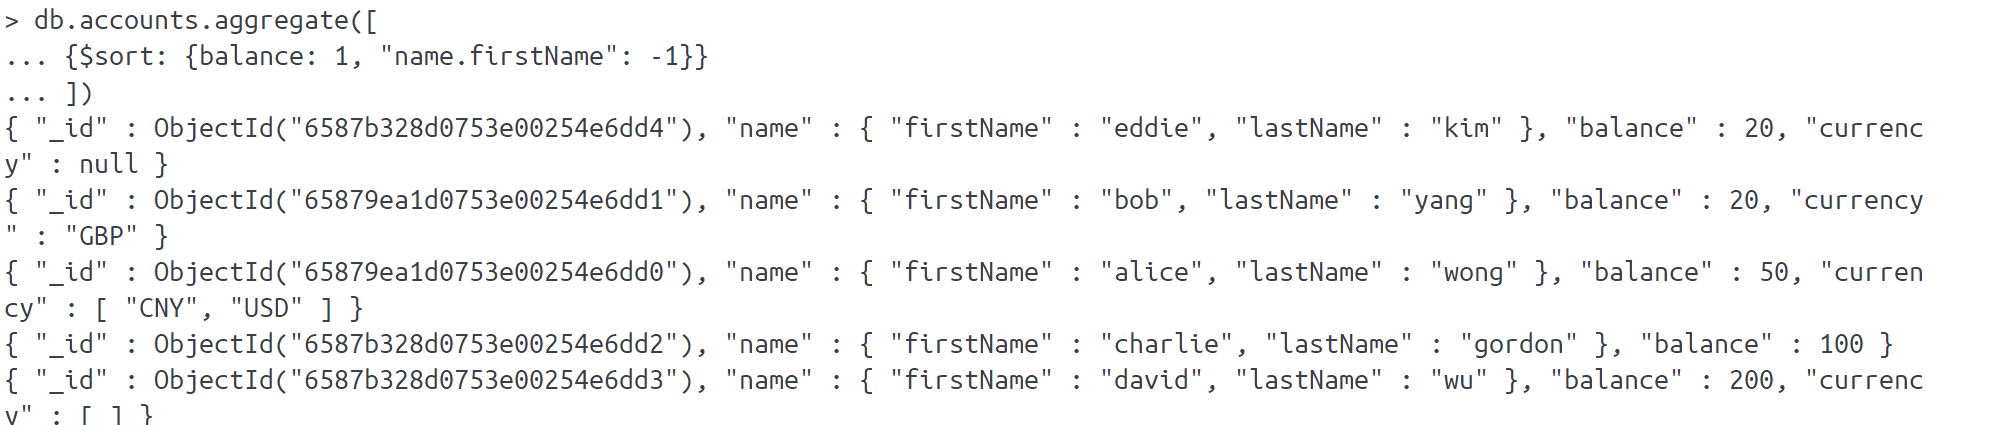 > db.accounts.aggregate([
... {$sort: {balance: 1, "name.firstName": -1}}
... ])
{ "_id" : ObjectId("6587b328d0753e00254e6dd4"), "name" : { "firstName" : "eddie", "lastName" : "kim" }, "balance" : 20, "currenc
y" : null }
{ "_id" : ObjectId("65879ea1d0753e00254e6dd1"), "name" : { "firstName" : "bob", "lastName" : "yang" }, "balance" : 20, "currency
" : "GBP" }
{ "_id" : ObjectId("65879ea1d0753e00254e6dd0"), "name" : { "firstName" : "alice", "lastName" : "wong" }, "balance" : 50, "curren
cy" : [ "CNY", "USD" ] }
{ "_id" : ObjectId("6587b328d0753e00254e6dd2"), "name" : { "firstName" : "charlie", "lastName" : "gordon" }, "balance" : 100 }
{ "_id" : ObjectId("6587b328d0753e00254e6dd3"), "name" : { "firstName" : "david", "lastName" : "wu" }, "balance" : 200, "currenc
y" : [ ] }